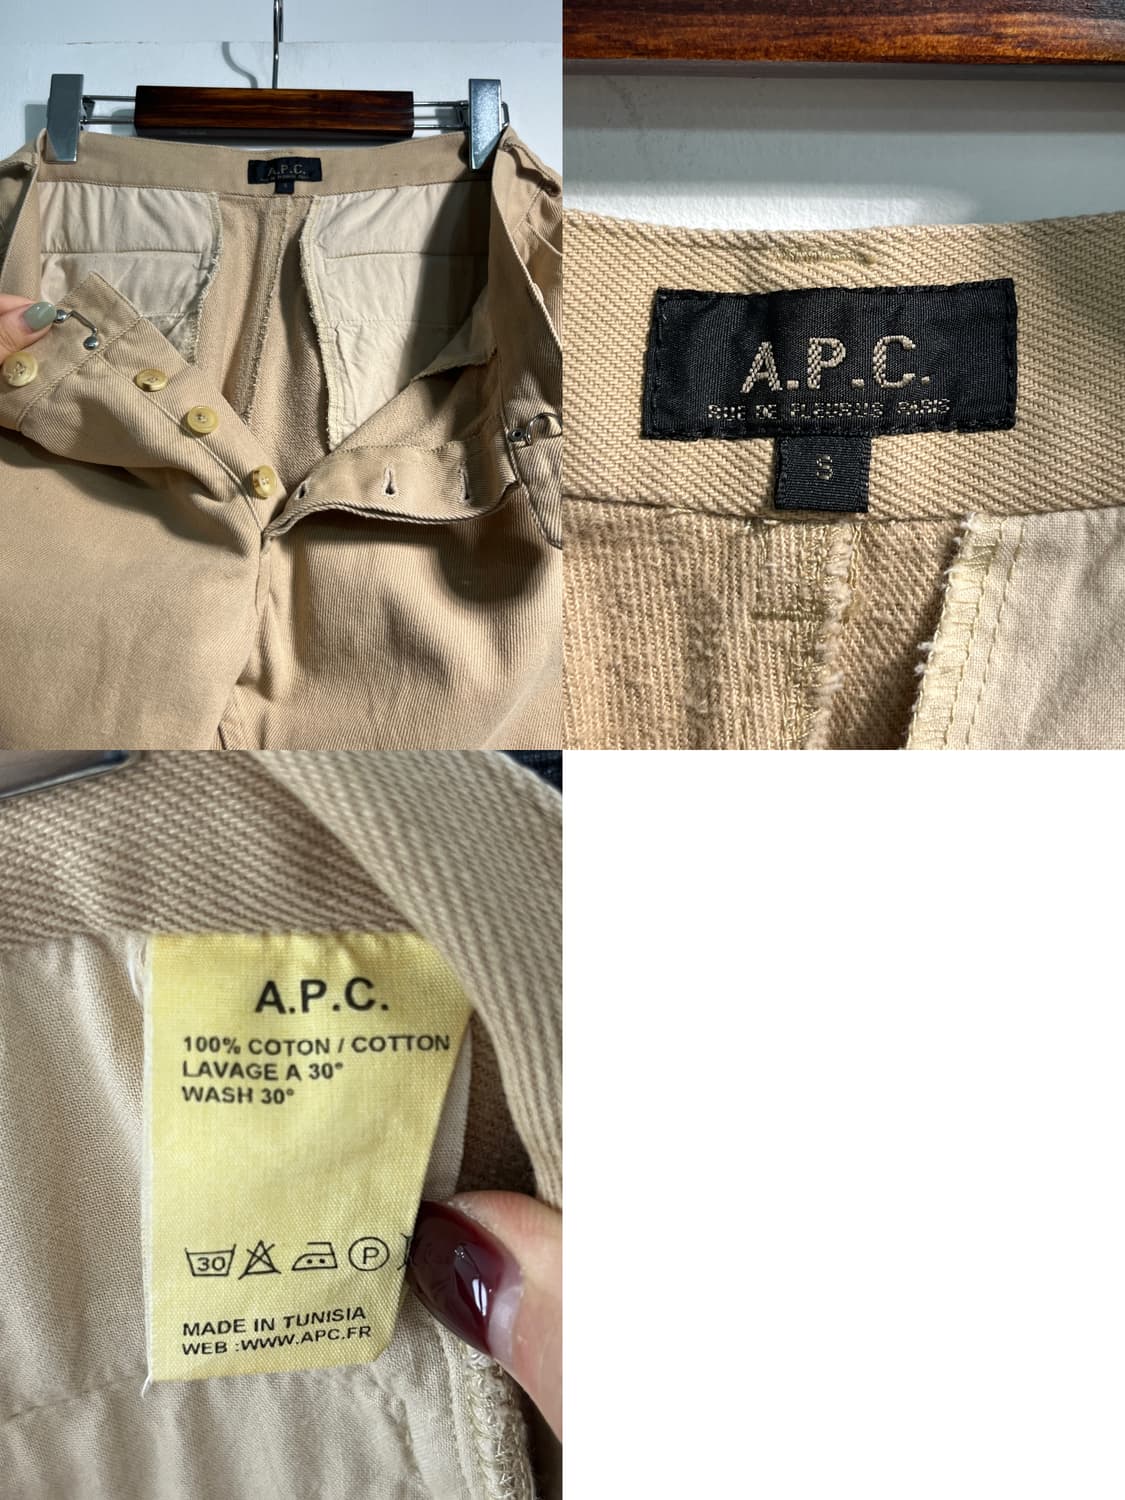 A.P.C.
A.P.C.
RUE DE FLEURUS PARIS
S
A.P.C.
100% COTON / COTTON
LAVAGE A 30°
WASH 30°
30
P
MADE IN TUNISIA
WEB :WWW.APC.FR